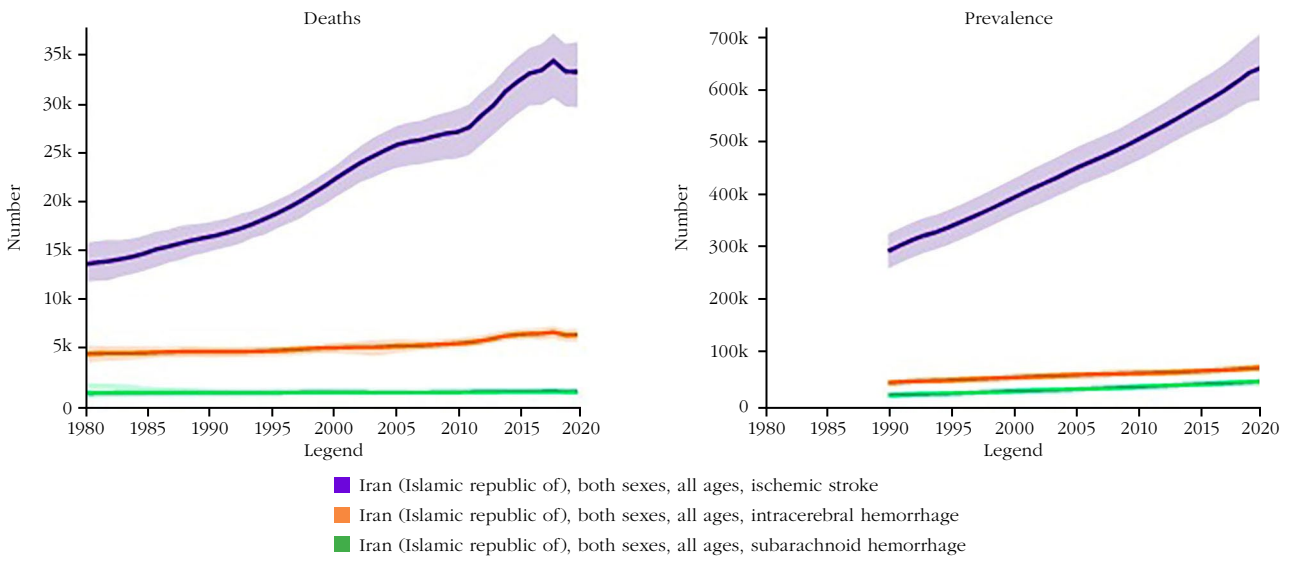 Deaths
Number
35k
30k
25k
20k
15k
10k
5k
0
1980 1985 1990 1995 2000 2005 2010 2015 2020
Legend
Prevalence
Number
700k
600k
500k
400k
300k
200k
100k
0
1980 1985 1990 1995 2000 2005 2010 2015 2020
Legend
Iran (Islamic republic of), both sexes, all ages, ischemic stroke
Iran (Islamic republic of), both sexes, all ages, intracerebral hemorrhage
Iran (Islamic republic of), both sexes, all ages, subarachnoid hemorrhage